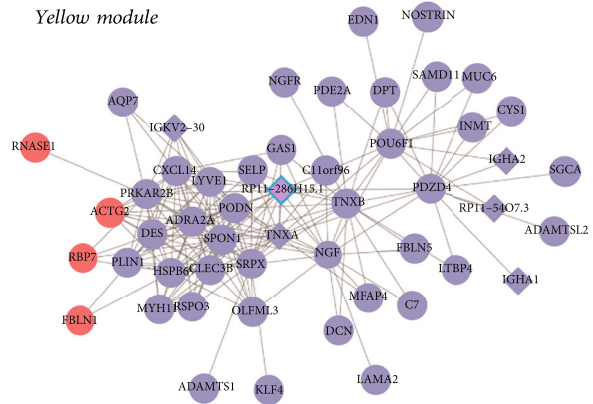 Yellow module
EDN1
NOSTRIN
NGFR
PDE2A
DPT
SAMD11
MUC6
AQP7
CYS1
IGKV2–30
INMT
RNASE1
GAS1
POU6F1
IGHA2
CXCL14
LYVE1
SELP
C11orf96
SGCA
PRKAR2B
RP11–286H15.1
PDZD4
ACTG2
PODN
TNXB
RP11–54O7.3
ADRA2A
DES
SPON1
TNXA
ADAMTSL2
RBP7
PLIN1
HSPB6
CLEC3B
SRPX
NGF
FBLN5
LTBP4
IGHA1
FBLN1
MYH11
RSPO3
OLFML3
MFAP4
C7
DCN
ADAMTS1
KLF4
LAMA2